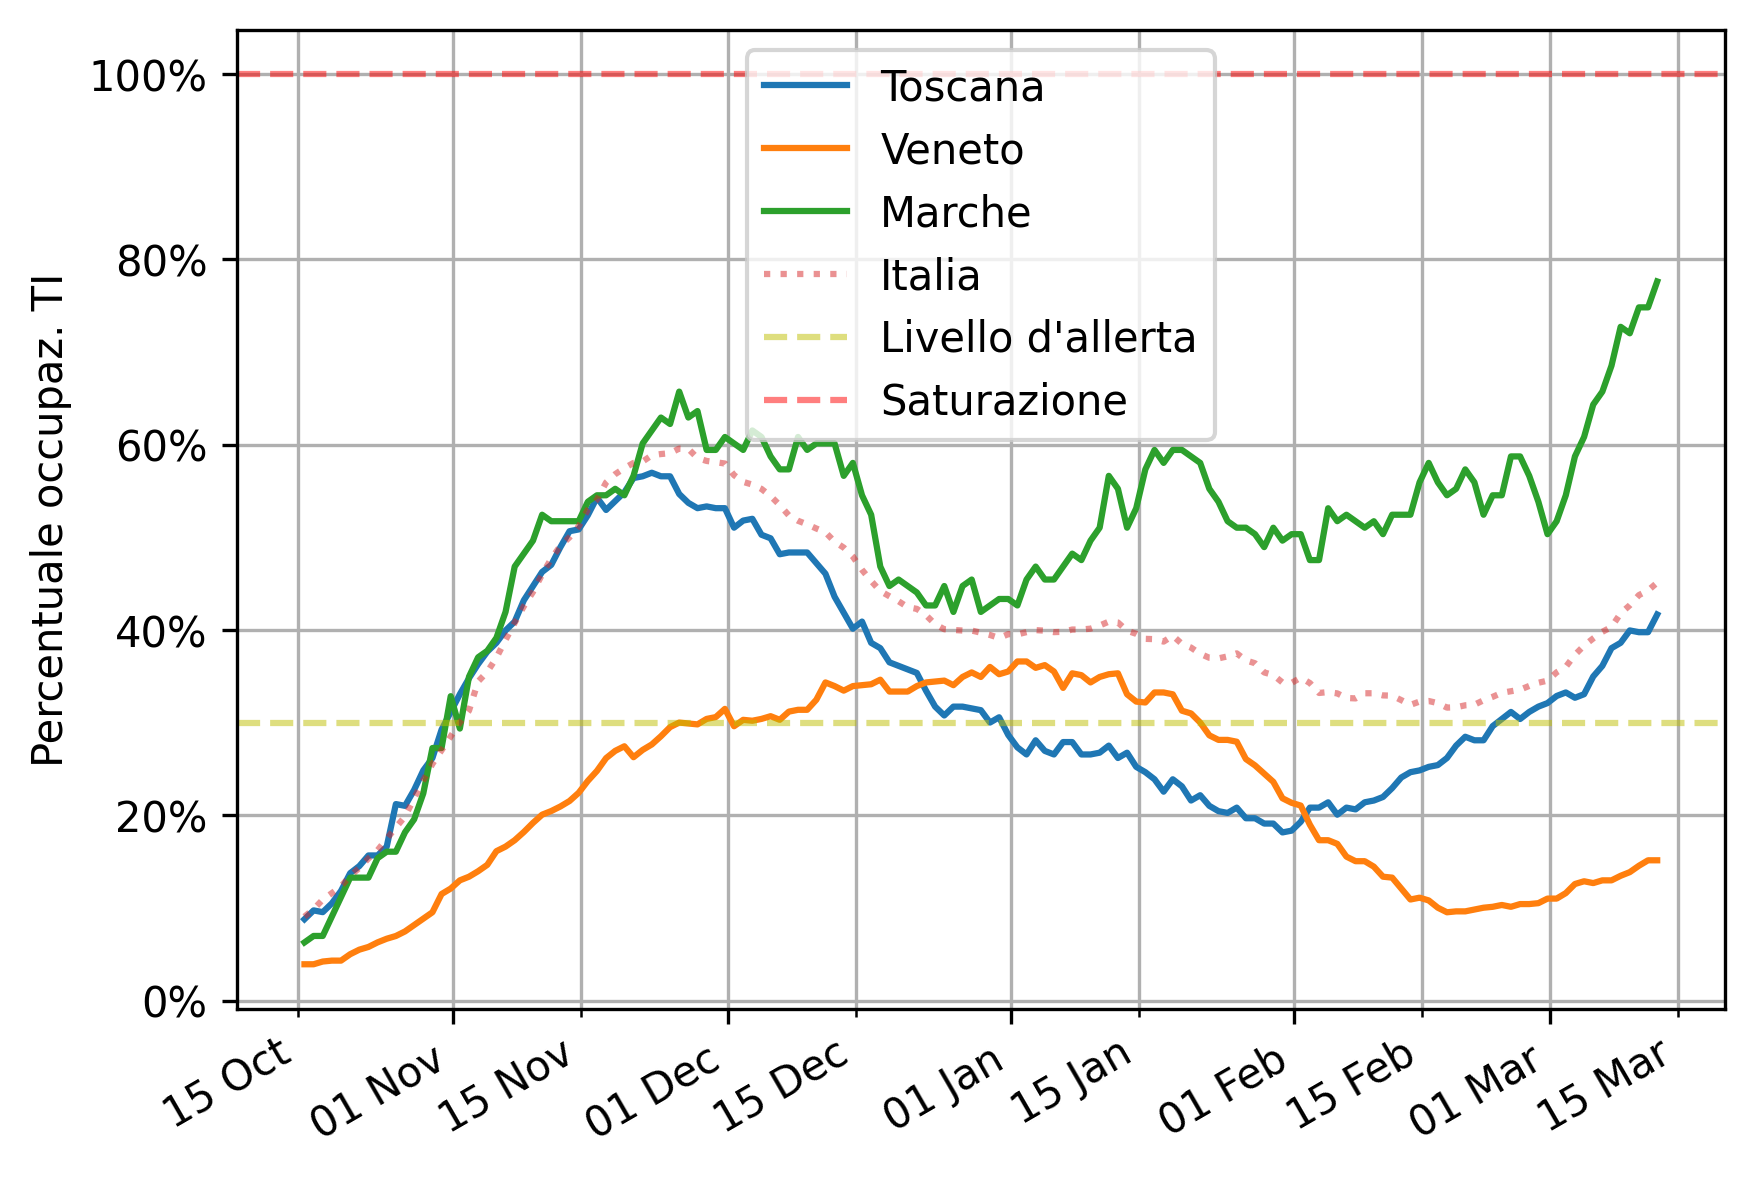 Percentuale occupaz. TI
100%
80%
60%
40%
20%
0%
Toscana
Veneto
Marche
Italia
Livello d'allerta
Saturazione
15 Oct
01 Nov
15 Nov
01 Dec
15 Dec
01 Jan
15 Jan
01 Feb
15 Feb
01 Mar
15 Mar